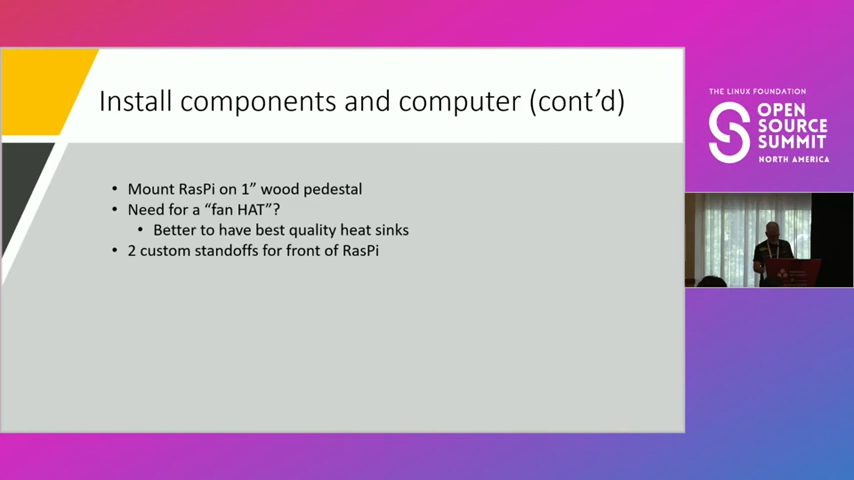 Install components and computer (cont’d)
• Mount RasPi on 1” wood pedestal
• Need for a “fan HAT”?
• Better to have best quality heat sinks
• 2 custom standoffs for front of RasPi
THE LINUX FOUNDATION
OPEN
SOURCE
SUMMIT
NORTH AMERICA